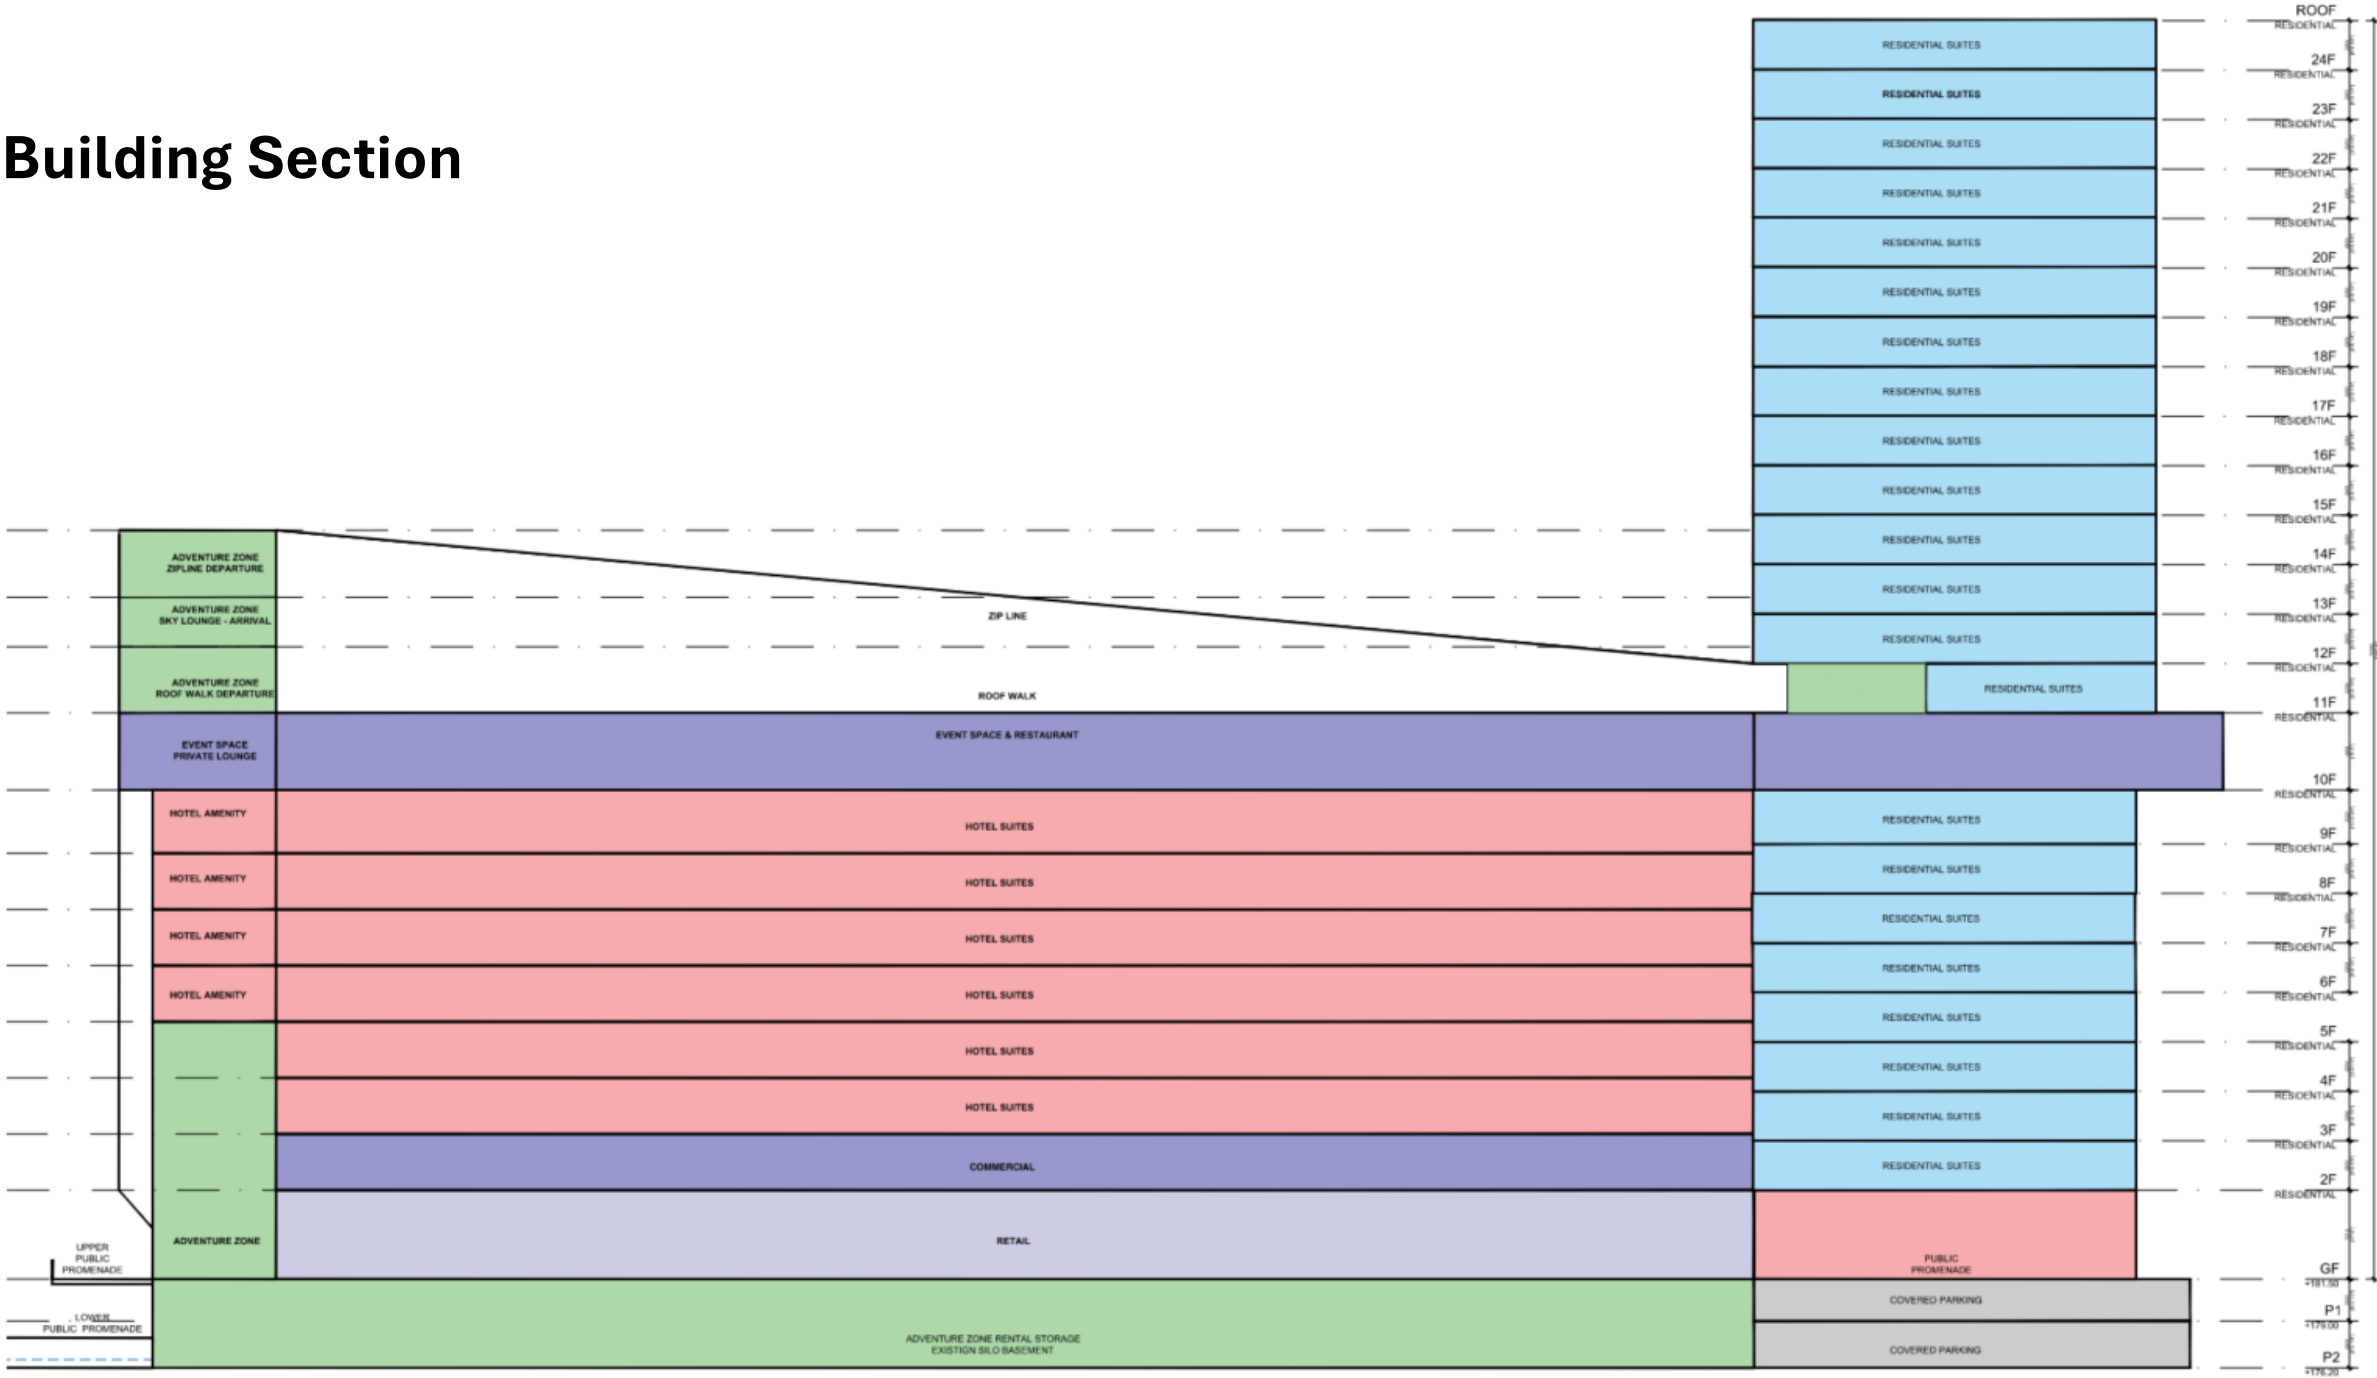 Building Section
ROOF
RESIDENTIAL
RESIDENTIAL SUITES
24F
RESIDENTIAL
RESIDENTIAL SUITES
23F
RESIDENTIAL
RESIDENTIAL SUITES
22F
RESIDENTIAL
RESIDENTIAL SUITES
21F
RESIDENTIAL
RESIDENTIAL SUITES
20F
RESIDENTIAL
RESIDENTIAL SUITES
19F
RESIDENTIAL
RESIDENTIAL SUITES
18F
RESIDENTIAL
RESIDENTIAL SUITES
17F
RESIDENTIAL
RESIDENTIAL SUITES
16F
RESIDENTIAL
RESIDENTIAL SUITES
15F
RESIDENTIAL
RESIDENTIAL SUITES
14F
RESIDENTIAL
RESIDENTIAL SUITES
13F
RESIDENTIAL
RESIDENTIAL SUITES
12F
RESIDENTIAL
RESIDENTIAL SUITES
11F
RESIDENTIAL
ADVENTURE ZONE
ZIPLINE DEPARTURE
ADVENTURE ZONE
SKY LOUNGE - ARRIVAL
ZIP LINE
ADVENTURE ZONE
ROOF WALK DEPARTURE
ROOF WALK
EVENT SPACE
PRIVATE LOUNGE
EVENT SPACE & RESTAURANT
10F
RESIDENTIAL
HOTEL AMENITY
HOTEL SUITES
RESIDENTIAL SUITES
9F
RESIDENTIAL
HOTEL AMENITY
HOTEL SUITES
RESIDENTIAL SUITES
8F
RESIDENTIAL
HOTEL AMENITY
HOTEL SUITES
RESIDENTIAL SUITES
7F
RESIDENTIAL
RESIDENTIAL SUITES
6F
RESIDENTIAL
HOTEL AMENITY
HOTEL SUITES
RESIDENTIAL SUITES
5F
RESIDENTIAL
HOTEL SUITES
RESIDENTIAL SUITES
4F
RESIDENTIAL
HOTEL SUITES
RESIDENTIAL SUITES
3F
RESIDENTIAL
COMMERCIAL
RESIDENTIAL SUITES
2F
RESIDENTIAL
ADVENTURE ZONE
RETAIL
PUBLIC
PROMENADE
UPPER
PUBLIC
PROMENADE
GF
+181.50
COVERED PARKING
P1
+179.00
LOWER
PUBLIC PROMENADE
ADVENTURE ZONE RENTAL STORAGE
EXISTIGN SILO BASEMENT
COVERED PARKING
P2
+176.20